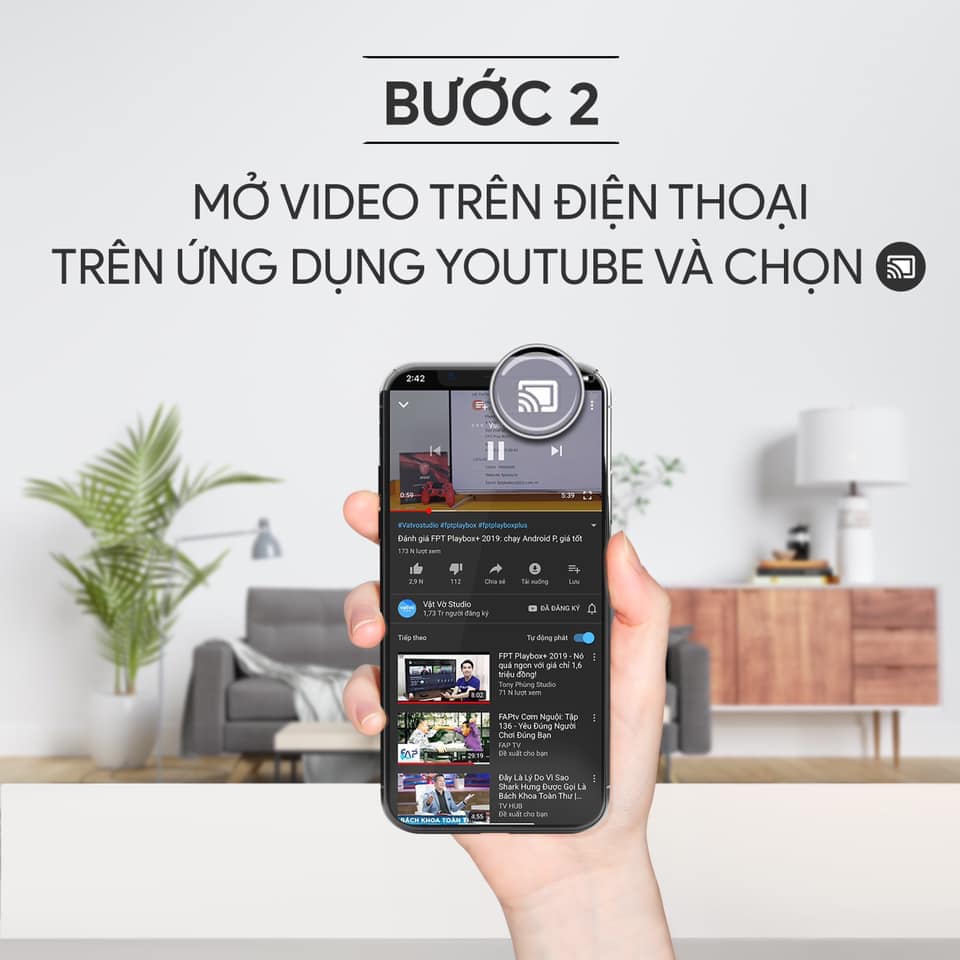 BƯỚC 2
MỞ VIDEO TRÊN ĐIỆN THOẠI
TRÊN ỨNG DỤNG YOUTUBE VÀ CHỌN
2:42
0:59
5:39
#Vatvostudio #fptplaybox #fptplayboxplus
Đánh giá FPT Playbox+ 2019: chạy Android P, giá tốt
173 N lượt xem
2,9 N
112
Chia sẻ
Tải xuống
Lưu
Vật Vờ Studio
1,73 Tr người đăng ký
ĐÃ ĐĂNG KÝ
Tiếp theo
Tự động phát
FPT Playbox+ 2019 - Nó
quá ngon với giá chỉ 1,6
triệu đồng!
Tony Phùng Studio
71 N lượt xem
8:02
FAPtv Cơm Nguội: Tập
136 - Yêu Đúng Người
Chơi Đúng Bạn
FAP TV
Đề xuất cho bạn
FAP
29:19
Đây Là Lý Do Vì Sao
Shark Hưng Được Gọi Là
Bách Khoa Toàn Thư |...
TV HUB
Đề xuất cho bạn
4:55
BÁCH KHOA TOÀN